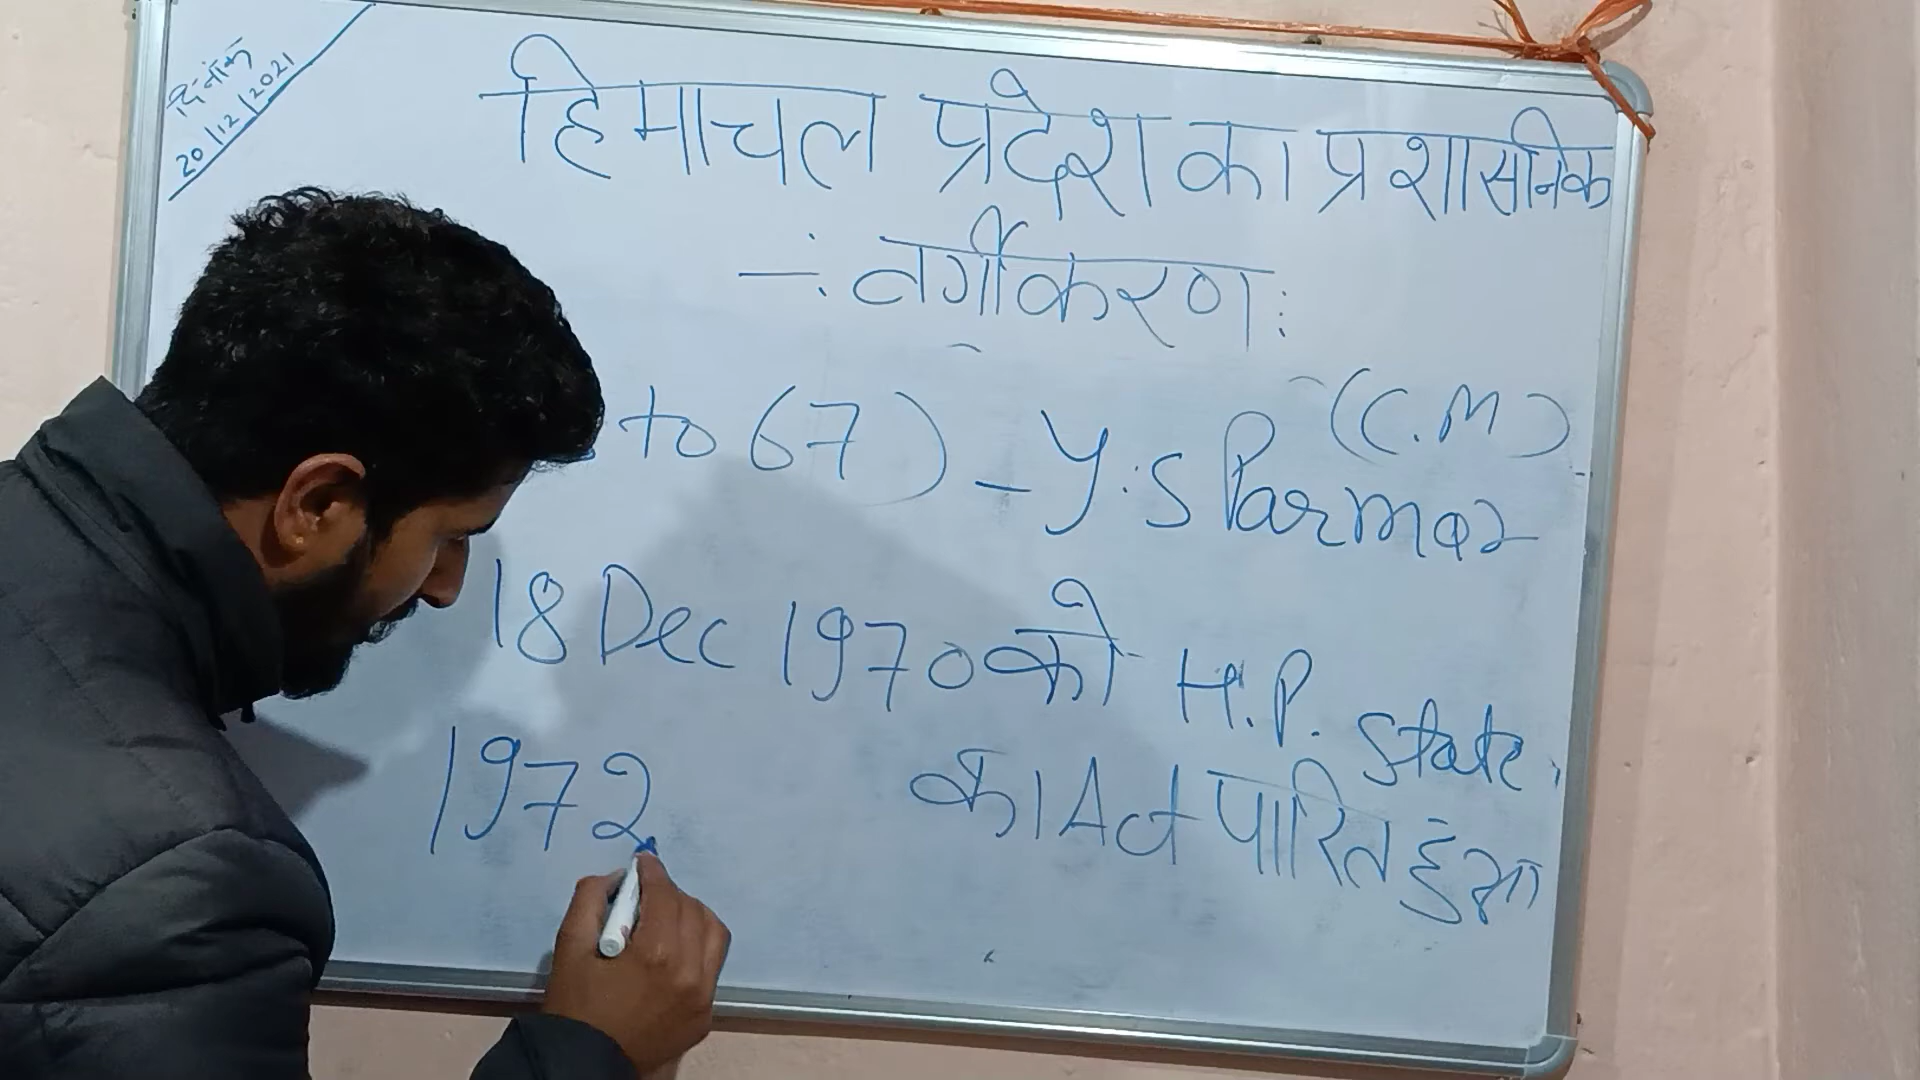 दिनांक
20/12/2021
हिमाचल प्रदेश का प्रशासनिक
-: वर्गीकरण :
(C.M)
to 67) - Y.S Parmar
18 Dec 1970 को H.P. State
का Act पारित हुआ
1972